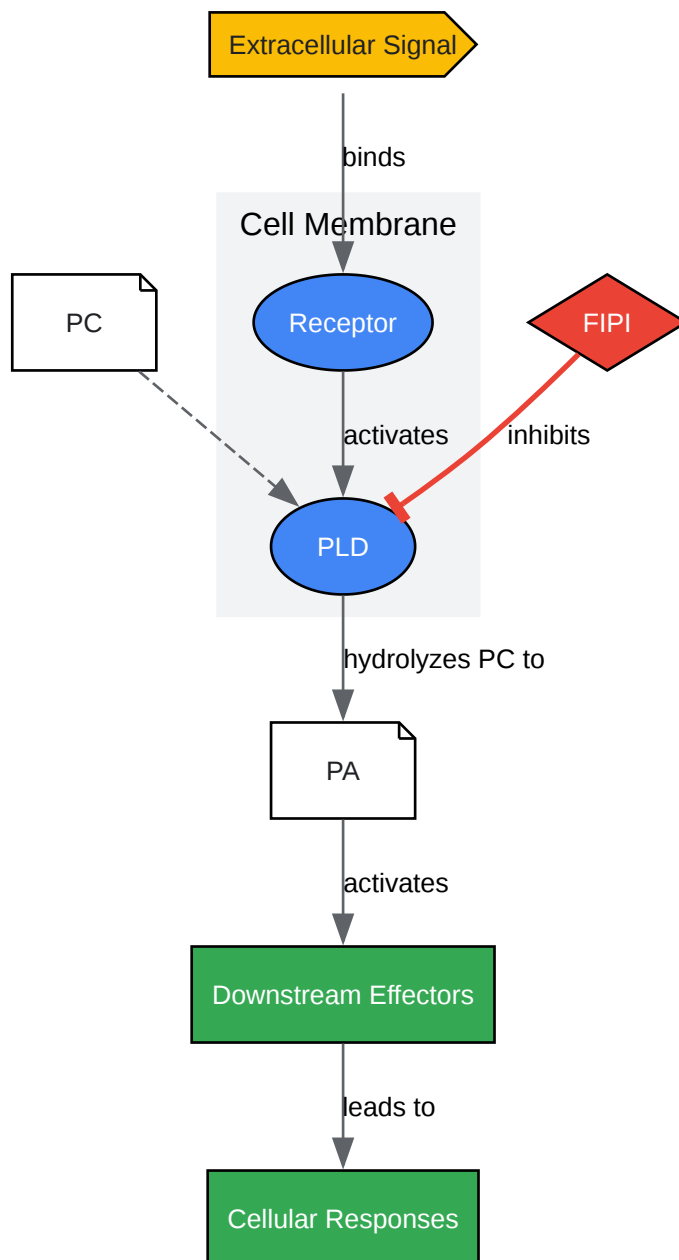 Extracellular Signal
binds
Cell Membrane
PC
Receptor
FIPI
activates
inhibits
PLD
hydrolyzes PC to
PA
activates
Downstream Effectors
leads to
Cellular Responses